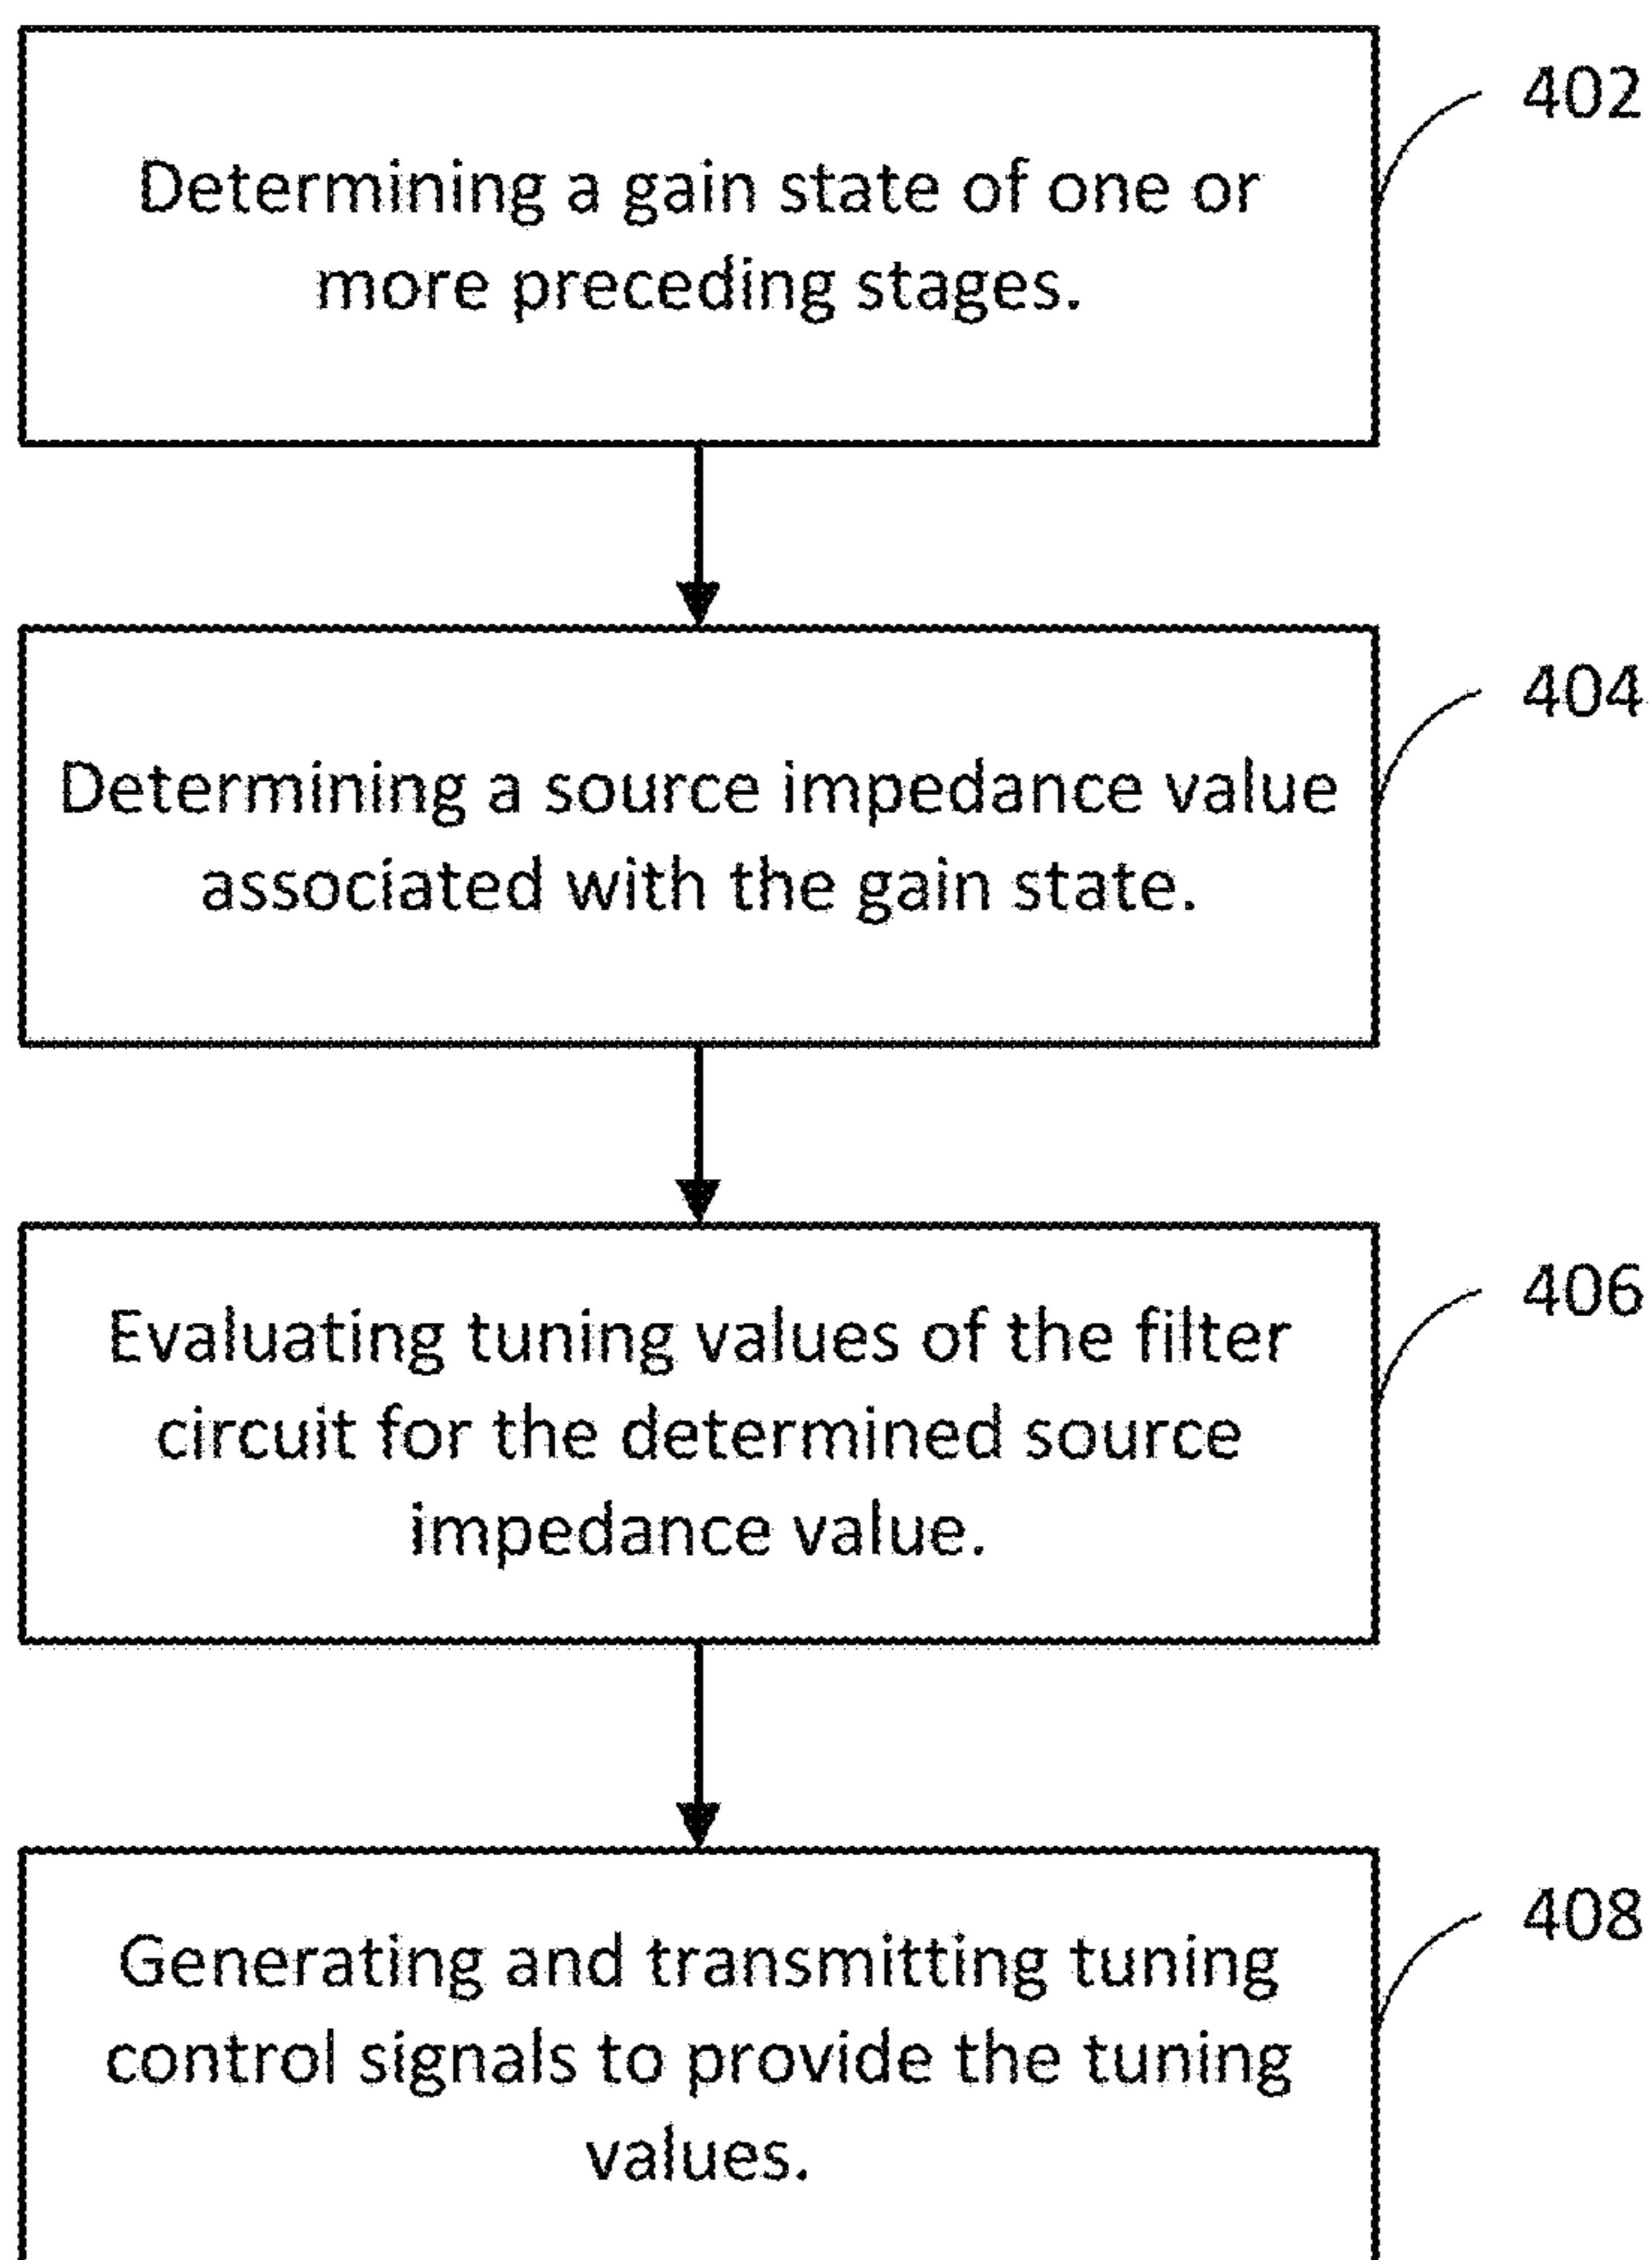 402
Determining a gain state of one or
more preceding stages.
404
Determining a source impedance value
associated with the gain state.
406
Evaluating tuning values of the filter
circuit for the determined source
impedance value.
408
Generating and transmitting tuning
control signals to provide the tuning
values.